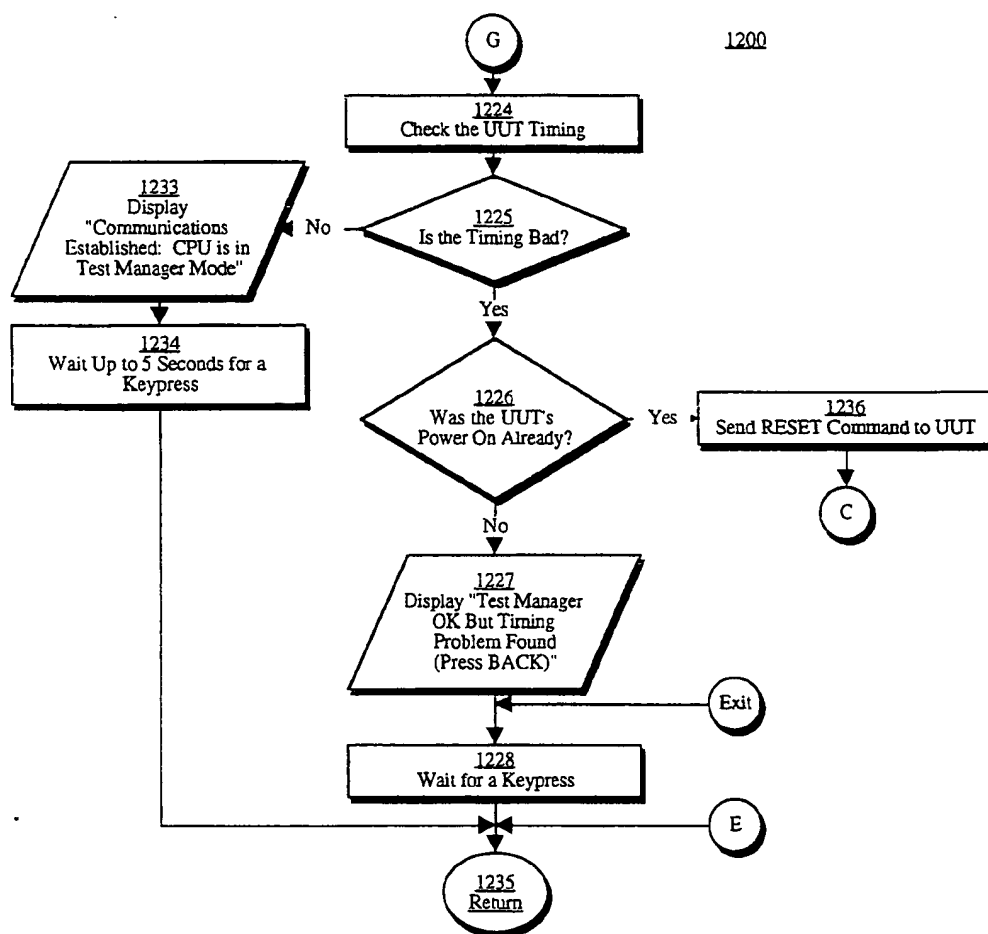 G
1200
1224
Check the UUT Timing
1233
Display
"Communications
Established: CPU is in
Test Manager Mode"
No
1225
Is the Timing Bad?
Yes
1234
Wait Up to 5 Seconds for a
Keypress
1226
Was the UUT's
Power On Already?
Yes
1236
Send RESET Command to UUT
C
No
1227
Display "Test Manager
OK But Timing
Problem Found
(Press BACK)"
Exit
1228
Wait for a Keypress
E
1235
Return